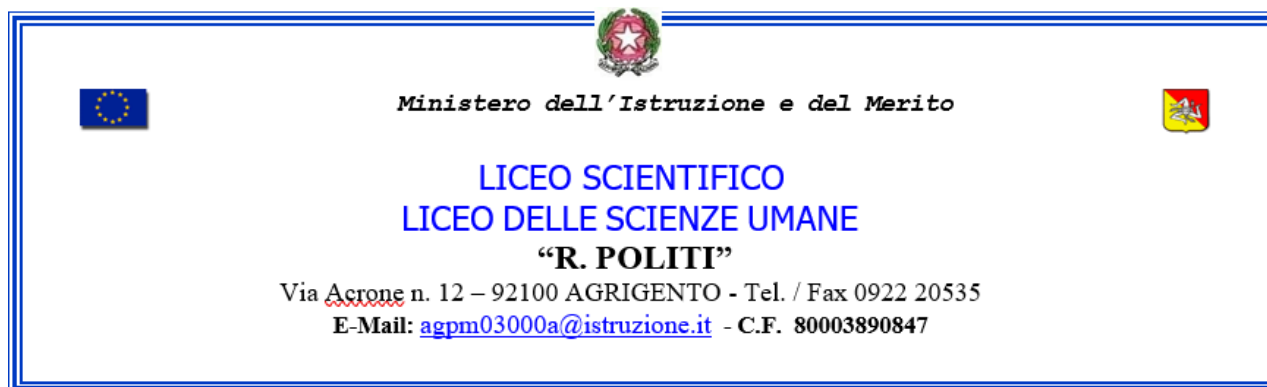 Ministero dell’Istruzione e del Merito
LICEO SCIENTIFICO
LICEO DELLE SCIENZE UMANE
“R. POLITI”
Via Acrone n. 12 – 92100 AGRIGENTO - Tel. / Fax 0922 20535
E-Mail: agpm03000a@istruzione.it - C.F. 80003890847